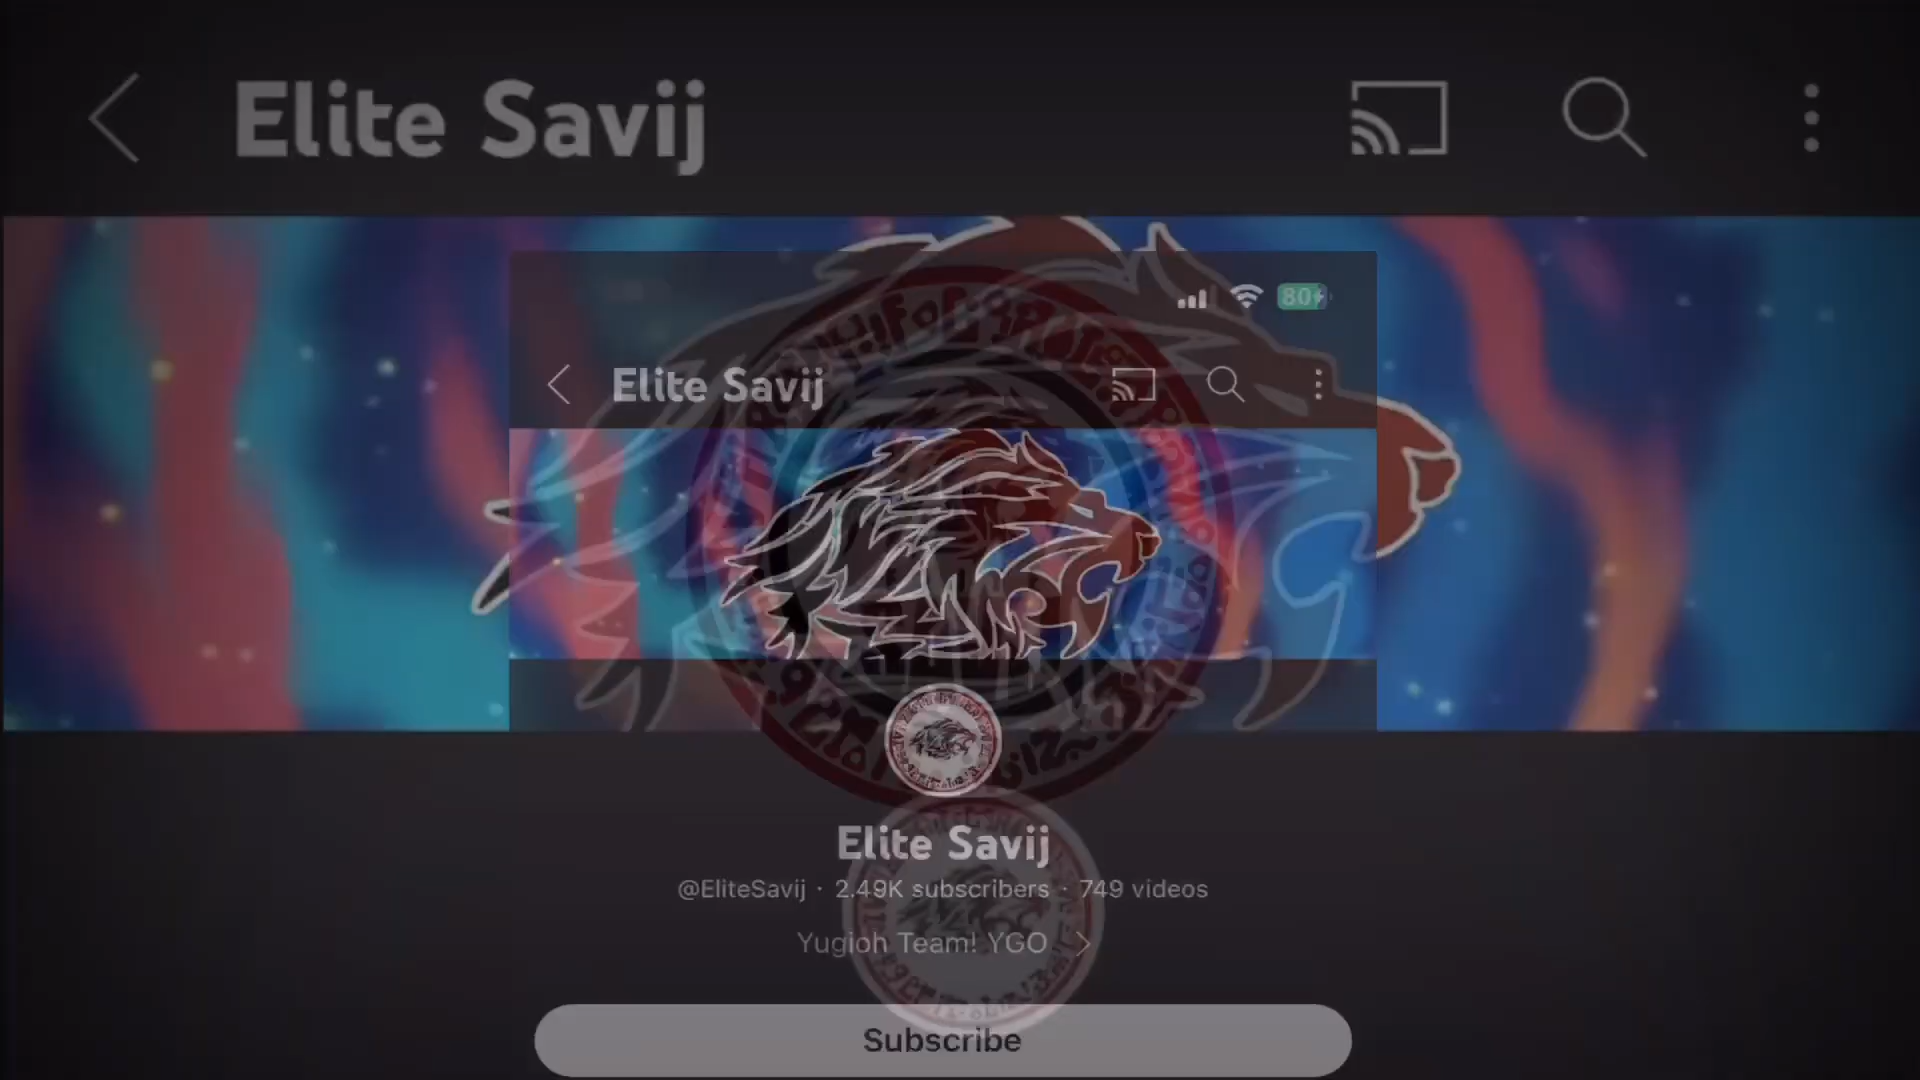 Elite Savij
80
Elite Savij
Elite Savij
@EliteSavij · 2.49K subscribers · 749 videos
Yugioh Team! YGO
Subscribe